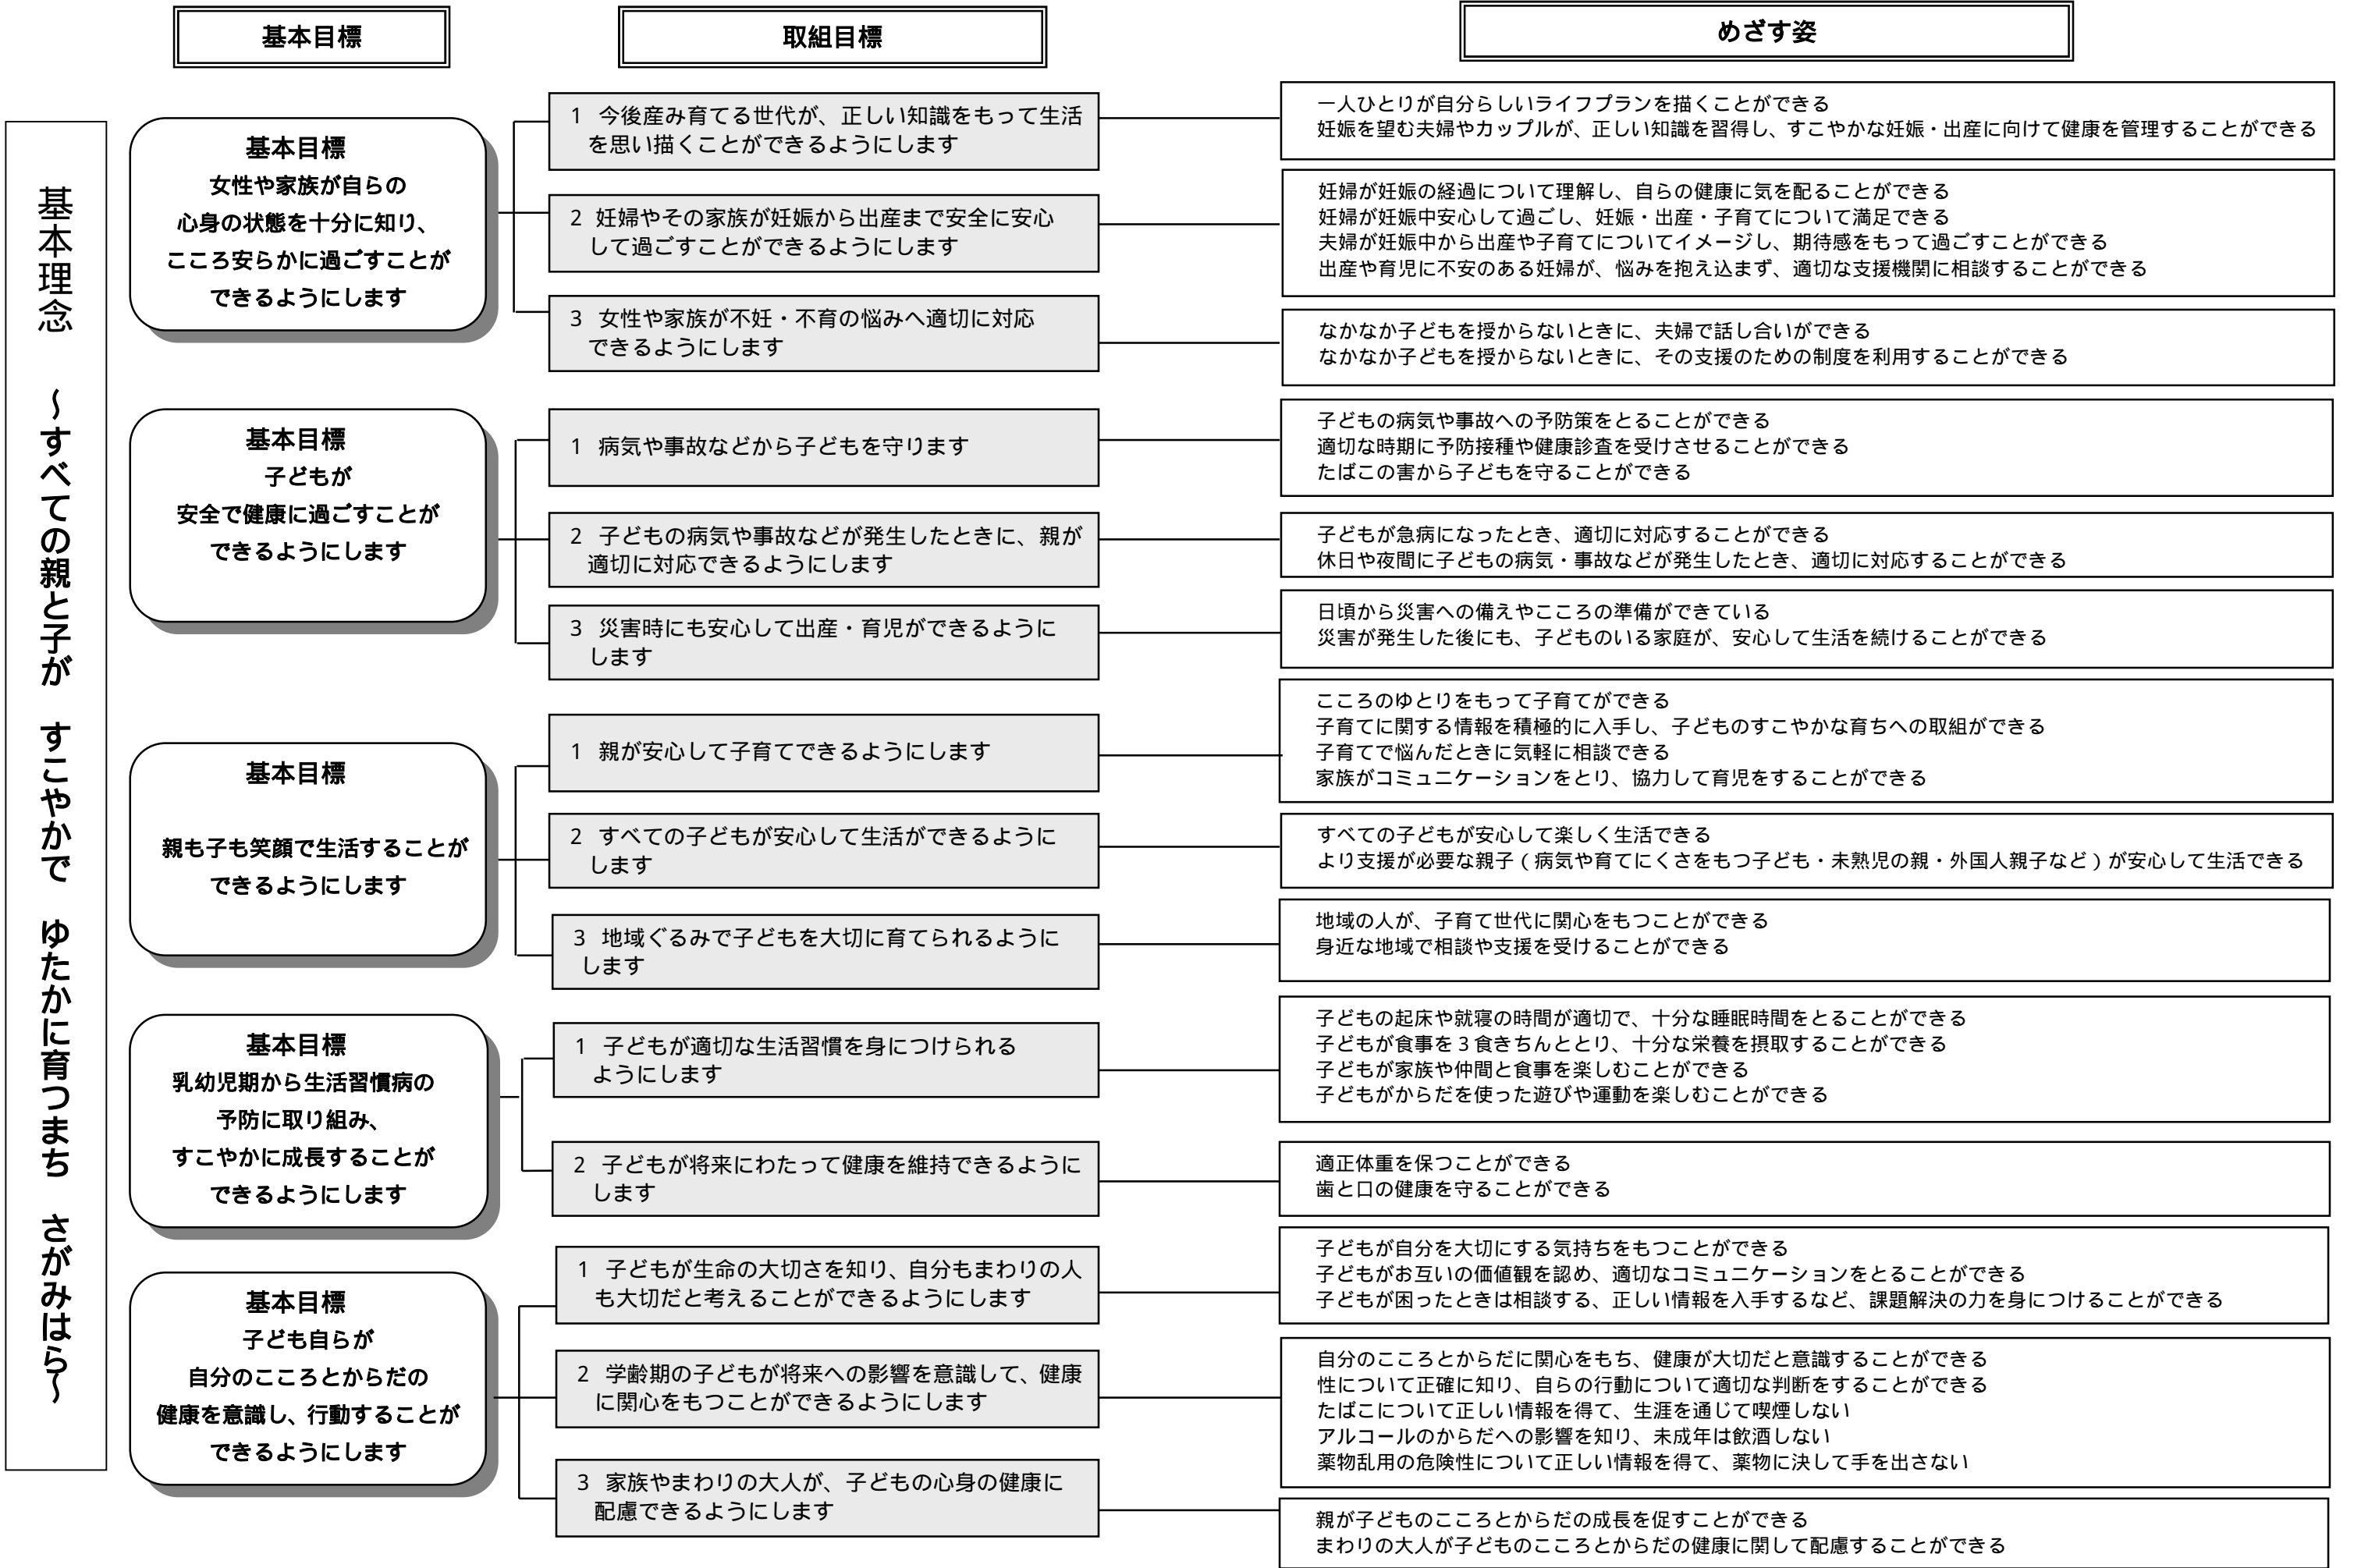 基本目標
取組目標
めざす姿
基本理念　～すべての親と子が　すこやかで　ゆたかに育つまち　さがみはら～
基本目標
女性や家族が自らの
心身の状態を十分に知り、
こころ安らかに過ごすことが
できるようにします
1 今後産み育てる世代が、正しい知識をもって生活
を思い描くことができるようにします
一人ひとりが自分らしいライフプランを描くことができる
妊娠を望む夫婦やカップルが、正しい知識を習得し、すこやかな妊娠・出産に向けて健康を管理することができる
2 妊婦やその家族が妊娠から出産まで安全に安心
して過ごすことができるようにします
妊婦が妊娠の経過について理解し、自らの健康に気を配ることができる
妊婦が妊娠中安心して過ごし、妊娠・出産・子育てについて満足できる
夫婦が妊娠中から出産や子育てについてイメージし、期待感をもって過ごすことができる
出産や育児に不安のある妊婦が、悩みを抱え込まず、適切な支援機関に相談することができる
3 女性や家族が不妊・不育の悩みへ適切に対応
できるようにします
なかなか子どもを授からないときに、夫婦で話し合いができる
なかなか子どもを授からないときに、その支援のための制度を利用することができる
基本目標
子どもが
安全で健康に過ごすことが
できるようにします
1 病気や事故などから子どもを守ります
子どもの病気や事故への予防策をとることができる
適切な時期に予防接種や健康診査を受けさせることができる
たばこの害から子どもを守ることができる
2 子どもの病気や事故などが発生したときに、親が
適切に対応できるようにします
子どもが急病になったとき、適切に対応することができる
休日や夜間に子どもの病気・事故などが発生したとき、適切に対応することができる
3 災害時にも安心して出産・育児ができるように
します
日頃から災害への備えやこころの準備ができている
災害が発生した後にも、子どものいる家庭が、安心して生活を続けることができる
基本目標
親も子も笑顔で生活することが
できるようにします
1 親が安心して子育てできるようにします
こころのゆとりをもって子育てができる
子育てに関する情報を積極的に入手し、子どものすこやかな育ちへの取組ができる
子育てで悩んだときに気軽に相談できる
家族がコミュニケーションをとり、協力して育児をすることができる
2 すべての子どもが安心して生活ができるように
します
すべての子どもが安心して楽しく生活できる
より支援が必要な親子(病気や育てにくさをもつ子ども・未熟児の親・外国人親子など)が安心して生活できる
3 地域ぐるみで子どもを大切に育てられるように
します
地域の人が、子育て世代に関心をもつことができる
身近な地域で相談や支援を受けることができる
基本目標
乳幼児期から生活習慣病の
予防に取り組み、
すこやかに成長することが
できるようにします
1 子どもが適切な生活習慣を身につけられる
ようにします
子どもの起床や就寝の時間が適切で、十分な睡眠時間をとることができる
子どもが食事を3食きちんととり、十分な栄養を摂取することができる
子どもが家族や仲間と食事を楽しむことができる
子どもがからだを使った遊びや運動を楽しむことができる
2 子どもが将来にわたって健康を維持できるように
します
適正体重を保つことができる
歯と口の健康を守ることができる
基本目標
子ども自らが
自分のこころとからだの
健康を意識し、行動することが
できるようにします
1 子どもが生命の大切さを知り、自分もまわりの人
も大切だと考えることができるようにします
子どもが自分を大切にする気持ちをもつことができる
子どもがお互いの価値観を認め、適切なコミュニケーションをとることができる
子どもが困ったときは相談する、正しい情報を入手するなど、課題解決の力を身につけることができる
2 学齢期の子どもが将来への影響を意識して、健康
に関心をもつことができるようにします
自分のこころとからだに関心をもち、健康が大切だと意識することができる
性について正確に知り、自らの行動について適切な判断をすることができる
たばこについて正しい情報を得て、生涯を通じて喫煙しない
アルコールのからだへの影響を知り、未成年は飲酒しない
薬物乱用の危険性について正しい情報を得て、薬物に決して手を出さない
3 家族やまわりの大人が、子どもの心身の健康に
配慮できるようにします
親が子どものこころとからだの成長を促すことができる
まわりの大人が子どものこころとからだの健康に関して配慮することができる